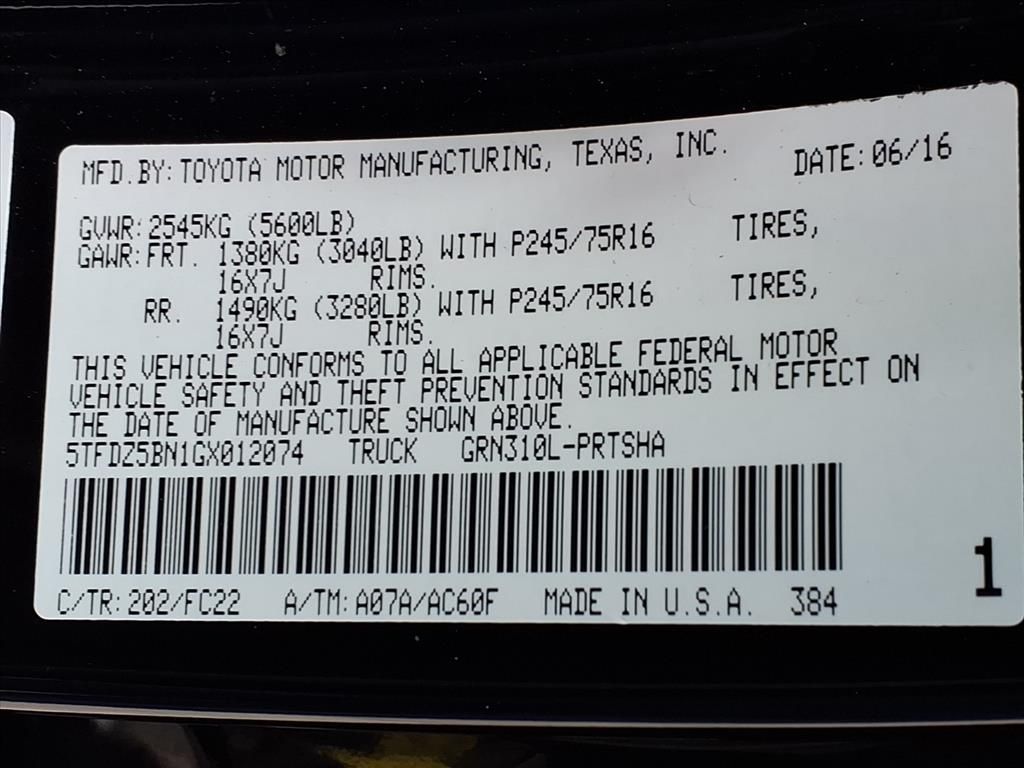 MFD.BY: TOYOTA MOTOR MANUFACTURING, TEXAS, INC. DATE: 06/16
GVWR: 2545KG (5600LB)
GAWR: FRT. 1380KG (3040LB) WITH P245/75R16 TIRES,
16X7J RIMS.
RR. 1490KG (3280LB) WITH P245/75R16 TIRES,
16X7J RIMS.
THIS VEHICLE CONFORMS TO ALL APPLICABLE FEDERAL MOTOR
VEHICLE SAFETY AND THEFT PREVENTION STANDARDS IN EFFECT ON
THE DATE OF MANUFACTURE SHOWN ABOVE.
5TFDZ5BN1GX012074 TRUCK GRN310L-PRTSHA
C/TR: 202/FC22 A/TM: A07A/AC60F MADE IN U.S.A. 384
1